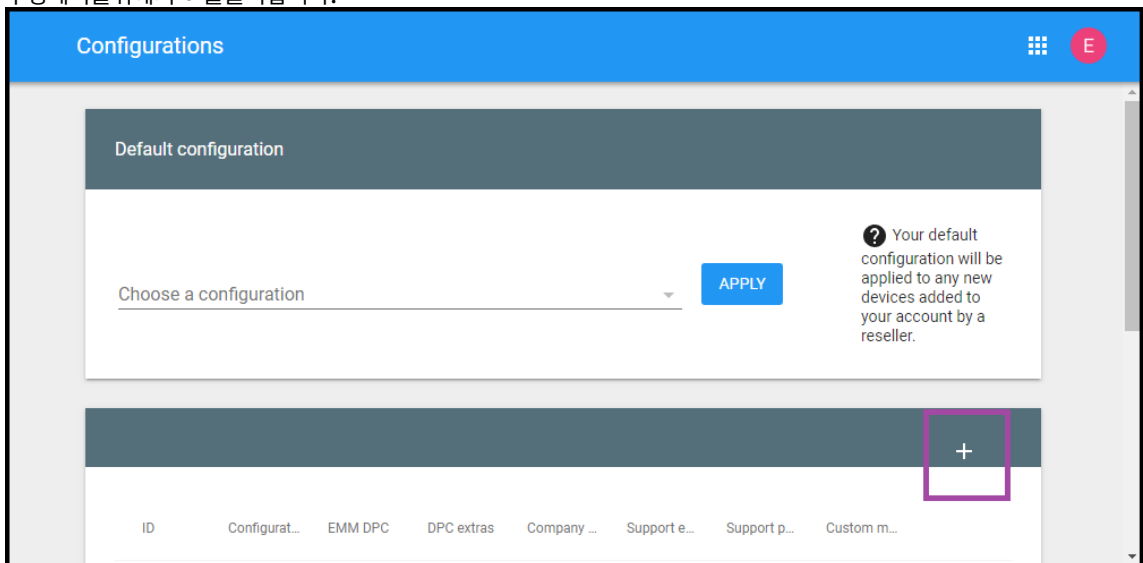 Configurations
E
Default configuration
Choose a configuration
APPLY
Your default
configuration will be
applied to any new
devices added to
your account by a
reseller.
+
ID Configurat... EMM DPC DPC extras Company ... Support e... Support p... Custom m...